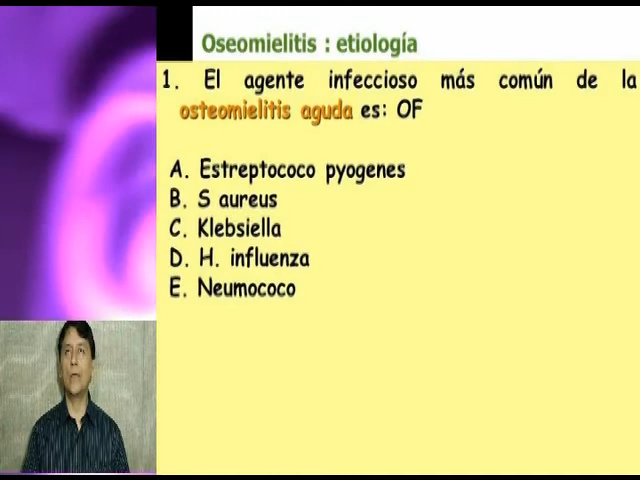 Oseomielitis : etiología
1. El agente infeccioso más común de la
osteomielitis aguda es: OF
A. Estreptococo pyogenes
B. S aureus
C. Klebsiella
D. H. influenza
E. Neumococo